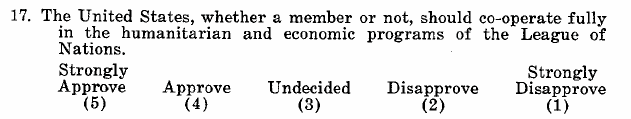 17. The United States, whether a member or not, should co-operate fully
in the humanitarian and economic programs of the League of
Nations.
Strongly Strongly
Approve Approve Undecided Disapprove Disapprove
(5) (4) (3) (2) (1)